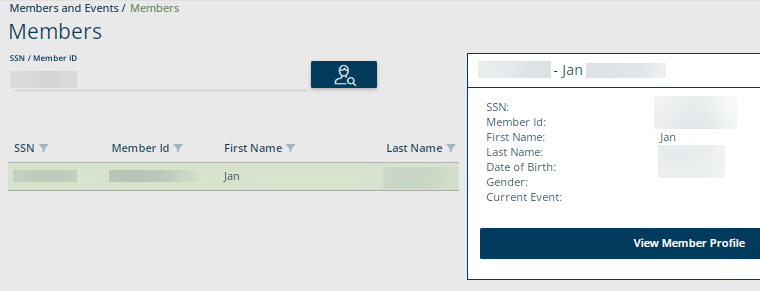 Members and Events / Members
Members
SSN / Member ID
SSN Member Id First Name Last Name
Jan
- Jan
SSN:
Member Id:
First Name: Jan
Last Name:
Date of Birth:
Gender:
Current Event:
View Member Profile